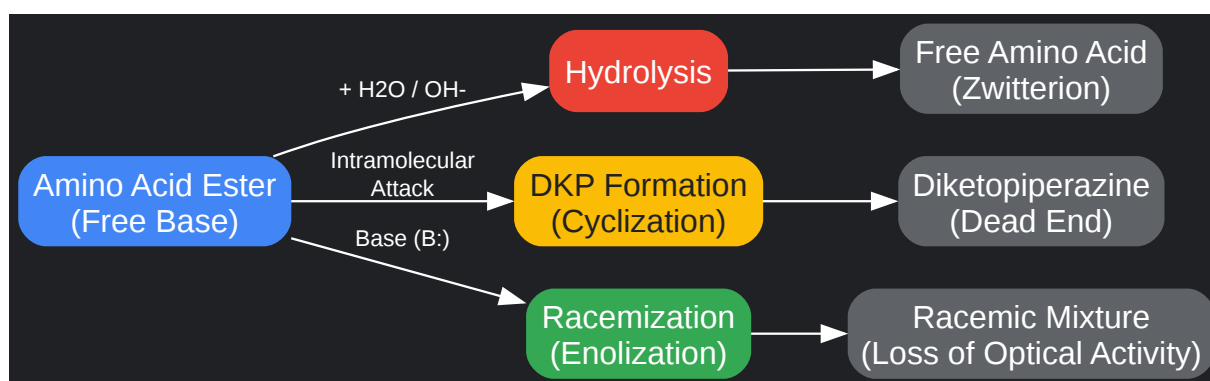 Amino Acid Ester
(Free Base)
+ H2O / OH-
Hydrolysis
Free Amino Acid
(Zwitterion)
Intramolecular
Attack
DKP Formation
(Cyclization)
Diketopiperazine
(Dead End)
Base (B:)
Racemization
(Enolization)
Racemic Mixture
(Loss of Optical Activity)